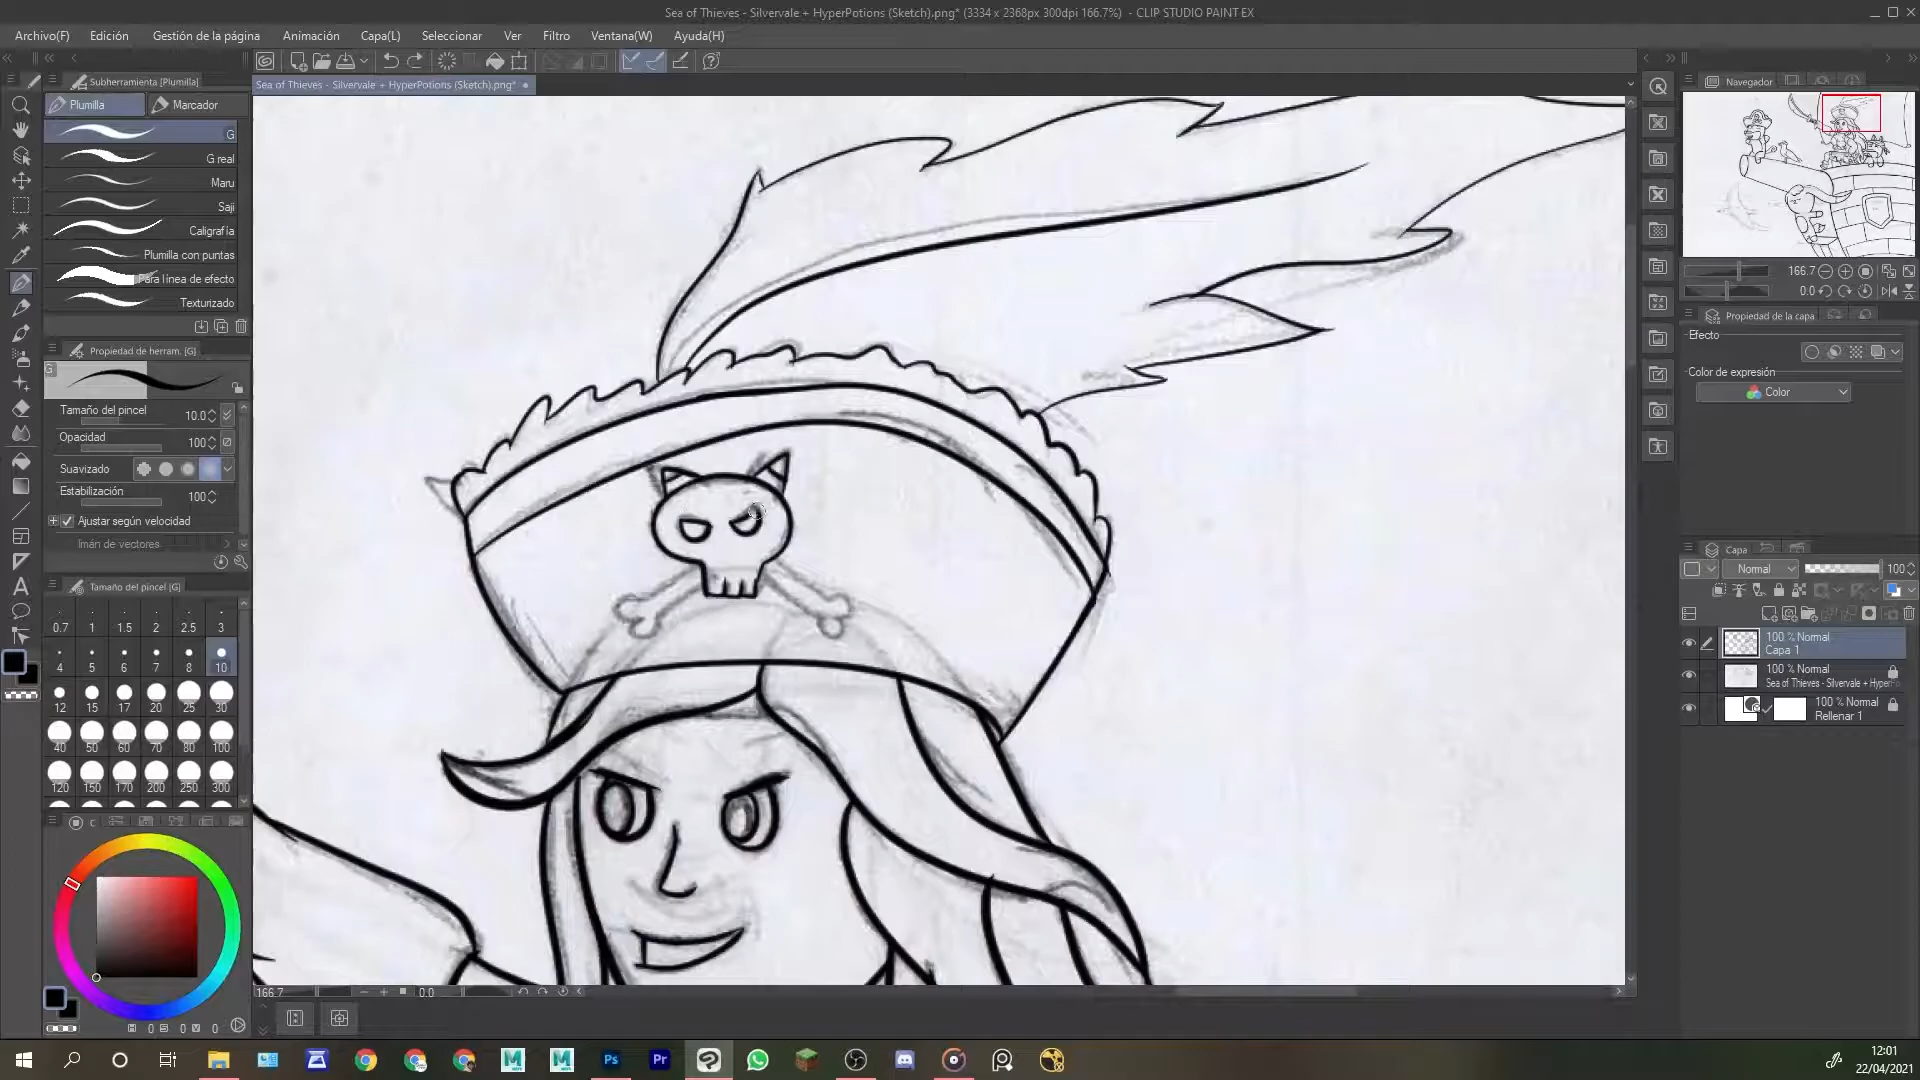 Sea of Thieves - Silvervale + HyperPotions (Sketch).png* (3334 x 2368px 300dpi 166.7%) - CLIP STUDIO PAINT EX
Archivo(F) Edición Gestión de la página Animación Capa(L) Seleccionar Ver Filtro Ventana(W) Ayuda(H)
Subherramienta [Plumilla]
Sea of Thieves - Silvervale + HyperPotions (Sketch).png*
Navegador
Plumilla Marcador
G
G real
Maru
Saji
Caligrafía
Plumilla con puntas
Para línea de efecto
Texturizado
166.7
0.0
Propiedad de la capa
Efecto
Color de expresión
Color
Propiedad de herram. [G]
G
Tamaño del pincel 10.0
Opacidad 100
Suavizado
Estabilización 100
Ajustar según velocidad
Imán de vectores
Tamaño del pincel [G]
0.7 1 1.5 2 2.5 3
4 5 6 7 8 10
12 15 17 20 25 30
40 50 60 70 80 100
120 150 170 200 250 300
Capa
Normal 100
100 % Normal
Capa 1
100 % Normal
Sea of Thieves - Silvervale + Hyper
100 % Normal
Rellenar 1
C
166.7 0.0
H 0 S 0 V 0
Ps Pr
12:01
22/04/2021